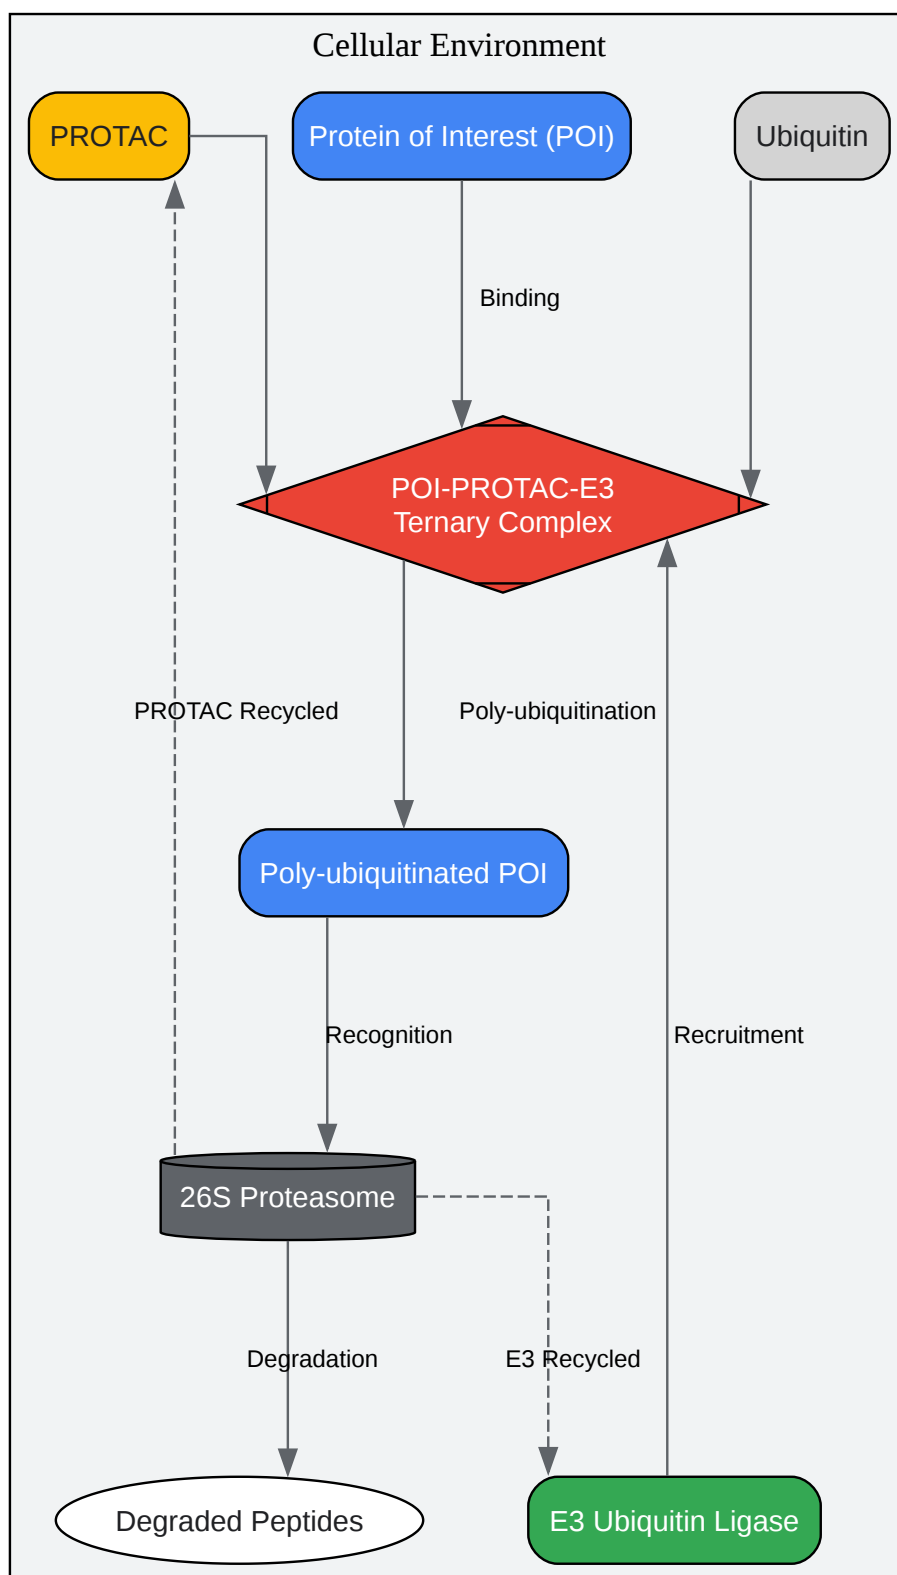 Cellular Environment
PROTAC
Protein of Interest (POI)
Ubiquitin
Binding
POI-PROTAC-E3
Ternary Complex
PROTAC Recycled
Poly-ubiquitination
Poly-ubiquitinated POI
Recognition
Recruitment
26S Proteasome
Degradation
E3 Recycled
Degraded Peptides
E3 Ubiquitin Ligase